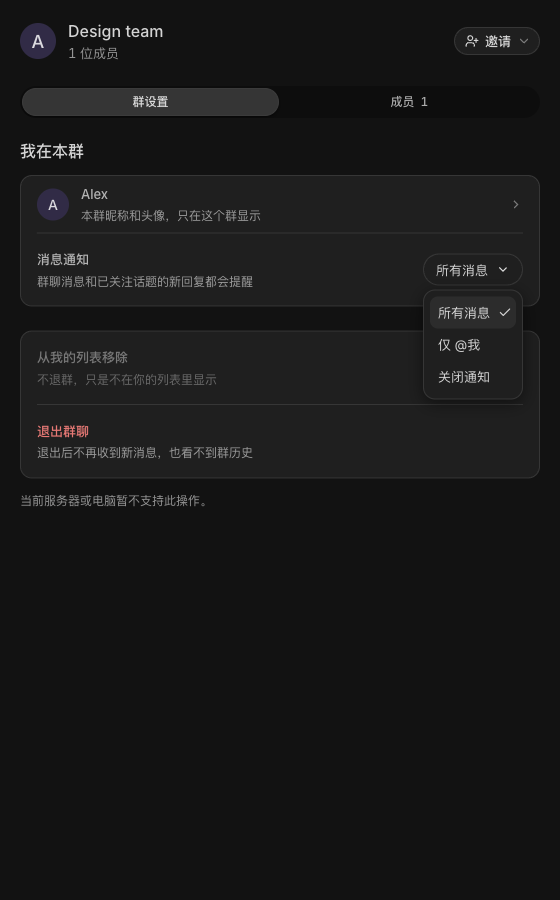 A
Design team
1 位成员
邀请
群设置
成员 1
我在本群
A
Alex
本群昵称和头像，只在这个群显示
消息通知
群聊消息和已关注话题的新回复都会提醒
所有消息
所有消息
仅 @我
关闭通知
从我的列表移除
不退群，只是不在你的列表里显示
退出群聊
退出后不再收到新消息，也看不到群历史
当前服务器或电脑暂不支持此操作。